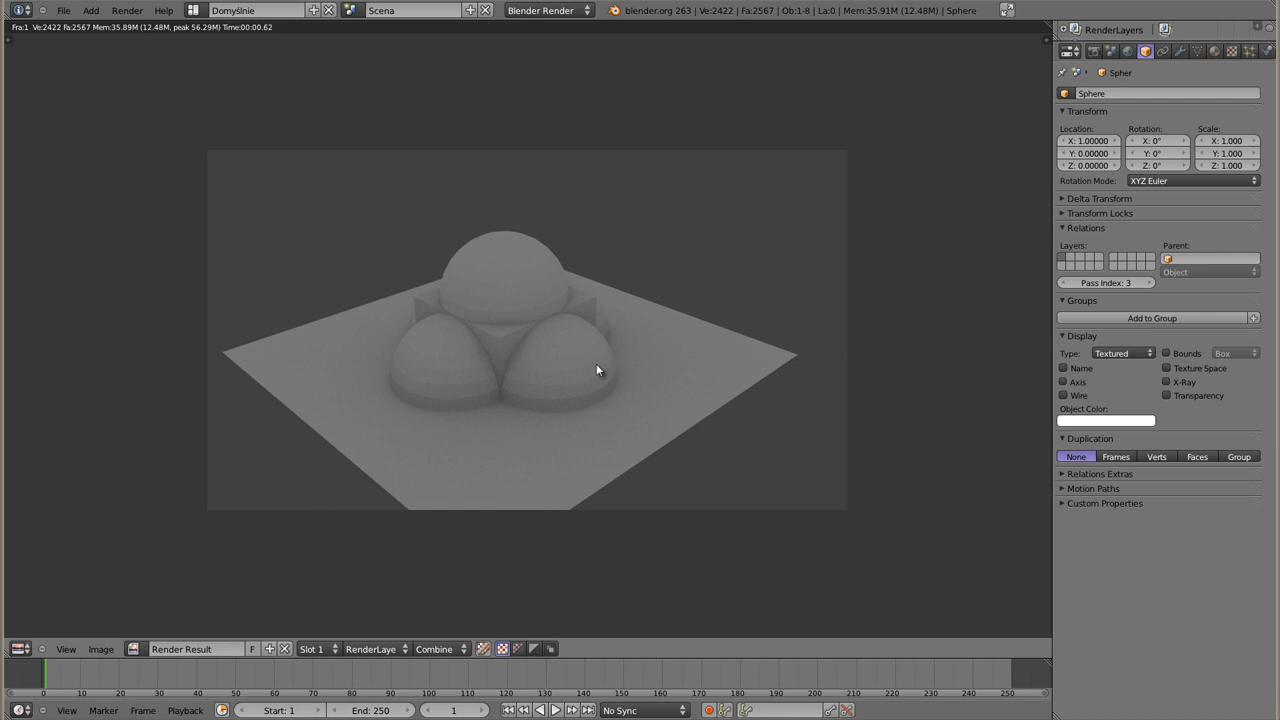 File Add Render Help Domyślnie Scena Blender Render blender.org 263 | Ve:2422 | Fa:2567 | Ob:1-8 | La:0 | Mem:35.91M (12.48M) | Sphere
Fra:1 Ve:2422 Fa:2567 Mem:35.89M (12.48M, peak 56.29M) Time:00:00.62
RenderLayers
Spher
Sphere
Transform
Location: Rotation: Scale:
X: 1.00000 X: 0° X: 1.000
Y: 0.00000 Y: 0° Y: 1.000
Z: 0.00000 Z: 0° Z: 1.000
Rotation Mode: XYZ Euler
Delta Transform
Transform Locks
Relations
Layers: Parent:
Object
Pass Index: 3
Groups
Add to Group
Display
Type: Textured Bounds Box
Name Texture Space
Axis X-Ray
Wire Transparency
Object Color:
Duplication
None Frames Verts Faces Group
Relations Extras
Motion Paths
Custom Properties
View Image Render Result F Slot 1 RenderLaye Combine
0 10 20 30 40 50 60 70 80 90 100 110 120 130 140 150 160 170 180 190 200 210 220 230 240 250
View Marker Frame Playback Start: 1 End: 250 1 No Sync